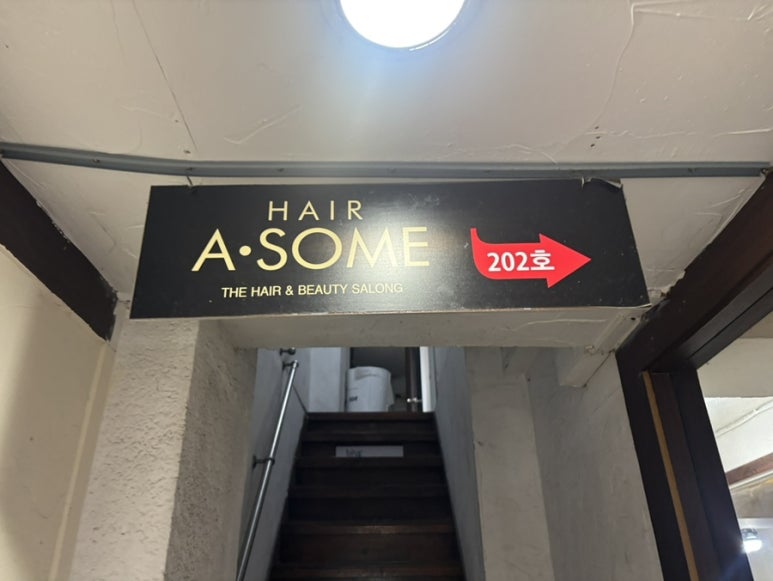 HAIR
A·SOME
THE HAIR & BEAUTY SALONG
202호